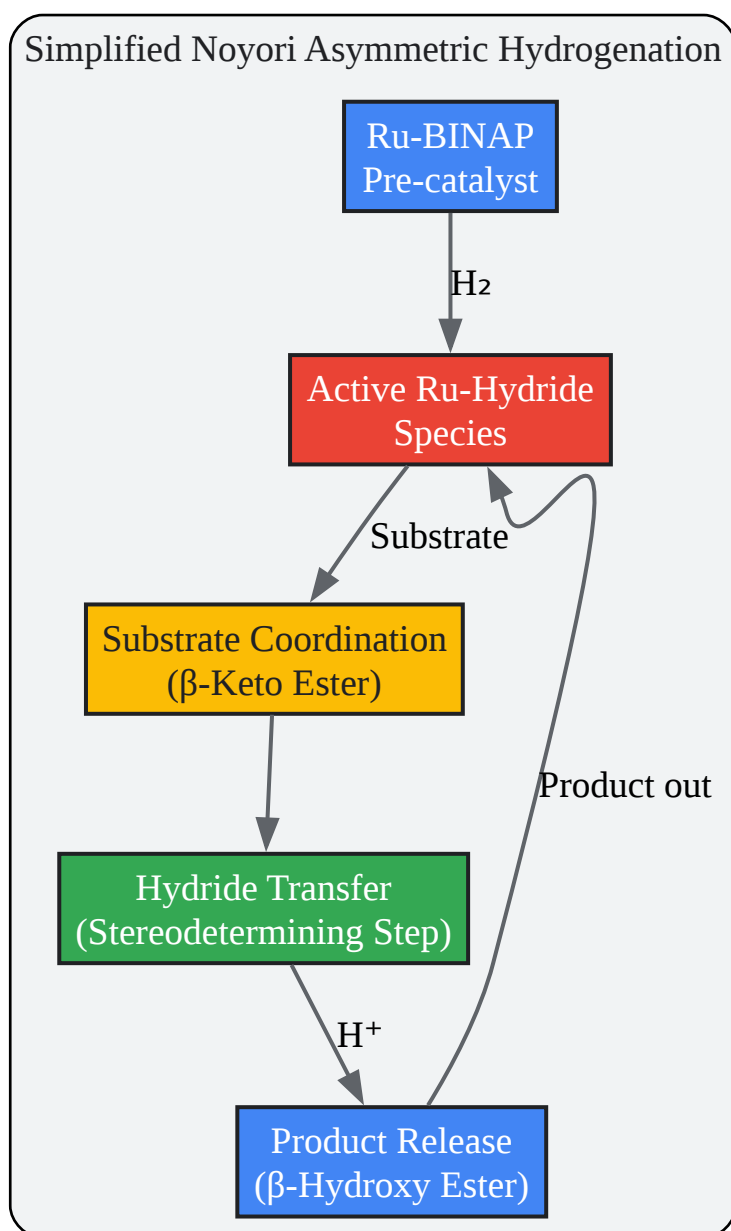 Simplified Noyori Asymmetric Hydrogenation
Ru-BINAP
Pre-catalyst
H₂
Active Ru-Hydride
Species
Substrate
Substrate Coordination
(β-Keto Ester)
Product out
Hydride Transfer
(Stereodetermining Step)
H⁺
Product Release
(β-Hydroxy Ester)